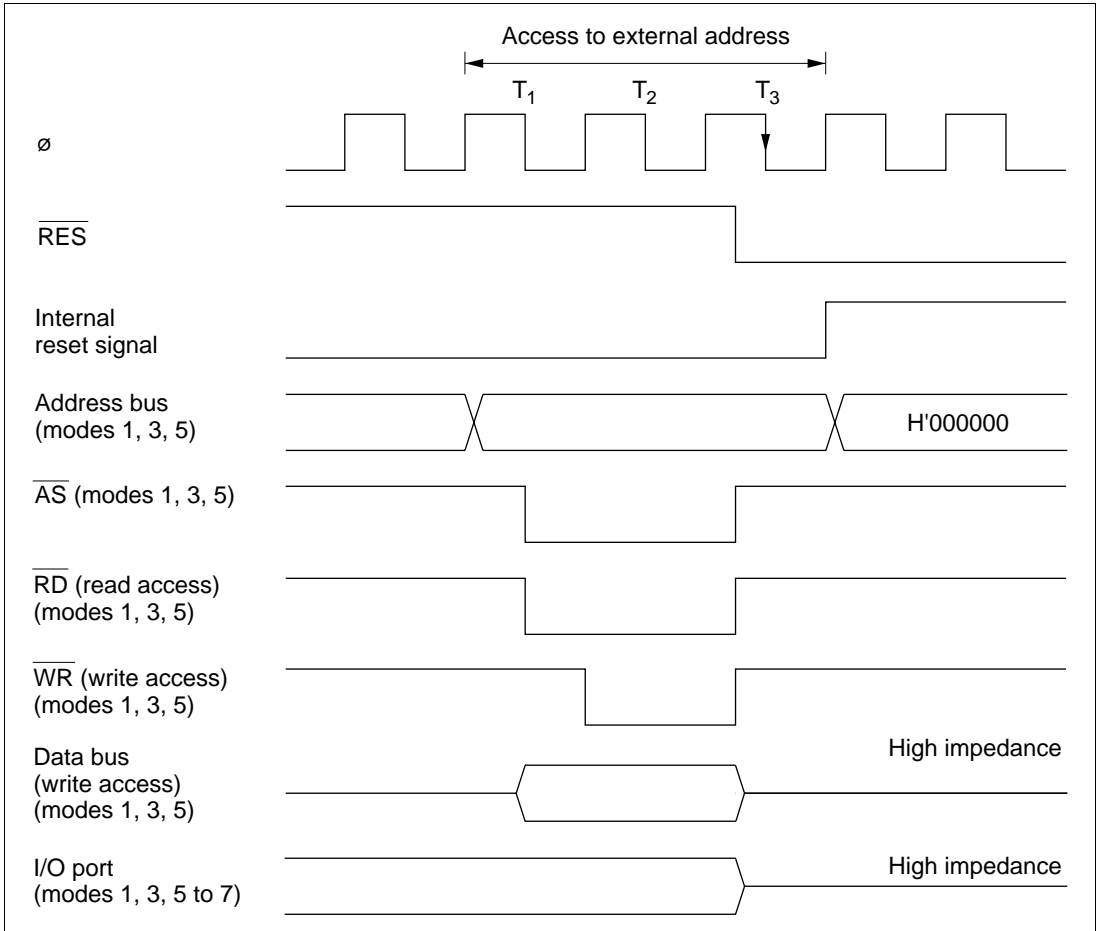 Access to external address
T1 T2 T3
ø
RES
Internal
reset signal
Address bus
(modes 1, 3, 5)
H'000000
AS (modes 1, 3, 5)
RD (read access)
(modes 1, 3, 5)
WR (write access)
(modes 1, 3, 5)
Data bus
(write access)
(modes 1, 3, 5)
High impedance
I/O port
(modes 1, 3, 5 to 7)
High impedance